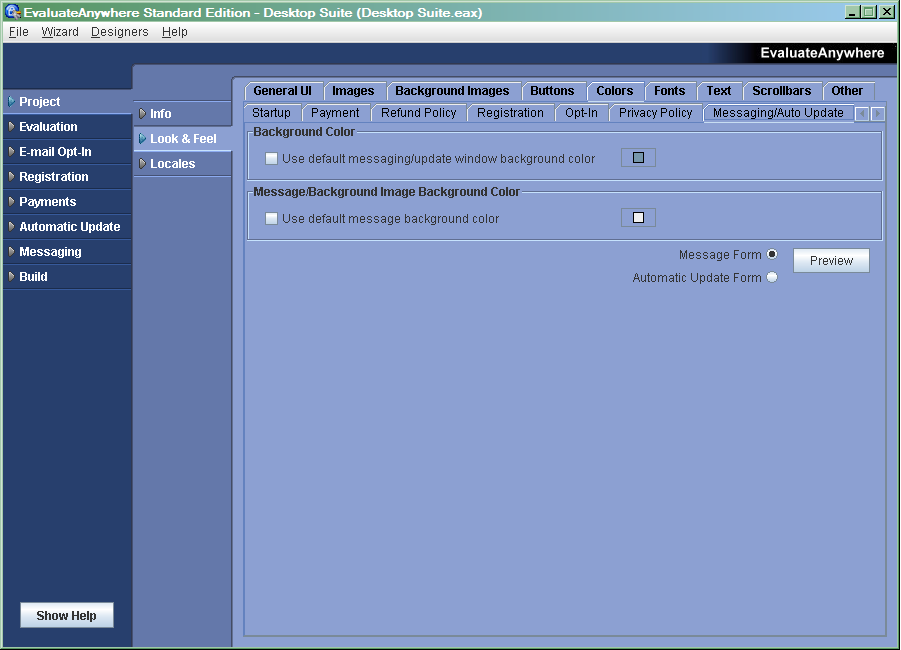 EvaluateAnywhere Standard Edition - Desktop Suite (Desktop Suite.eax)
File Wizard Designers Help
EvaluateAnywhere
Project
Evaluation
E-mail Opt-In
Registration
Payments
Automatic Update
Messaging
Build
Show Help
Info
Look & Feel
Locales
General UI Images Background Images Buttons Colors Fonts Text Scrollbars Other
Startup Payment Refund Policy Registration Opt-In Privacy Policy Messaging/Auto Update
Background Color
Use default messaging/update window background color
Message/Background Image Background Color
Use default message background color
Message Form
Automatic Update Form
Preview